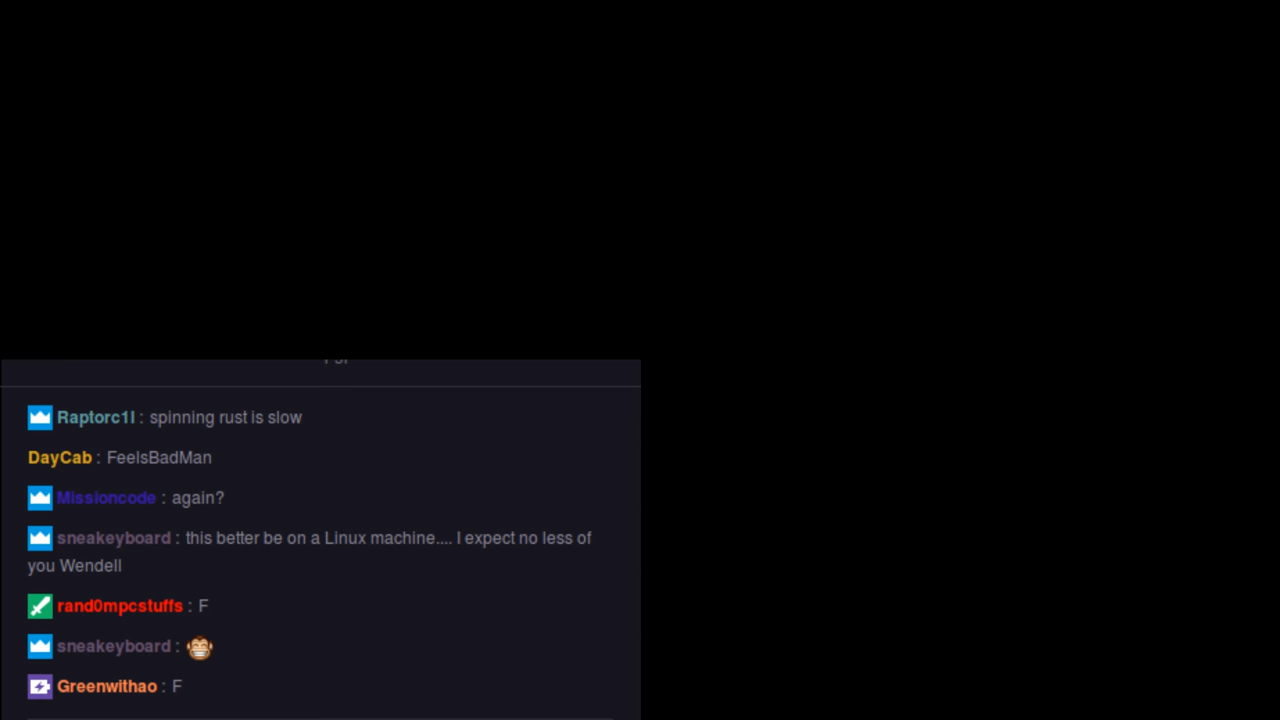 Raptorc1l : spinning rust is slow
DayCab : FeelsBadMan
Missioncode : again?
sneakeyboard : this better be on a Linux machine.... I expect no less of
you Wendell
rand0mpcstuffs : F
sneakeyboard :
Greenwithao : F